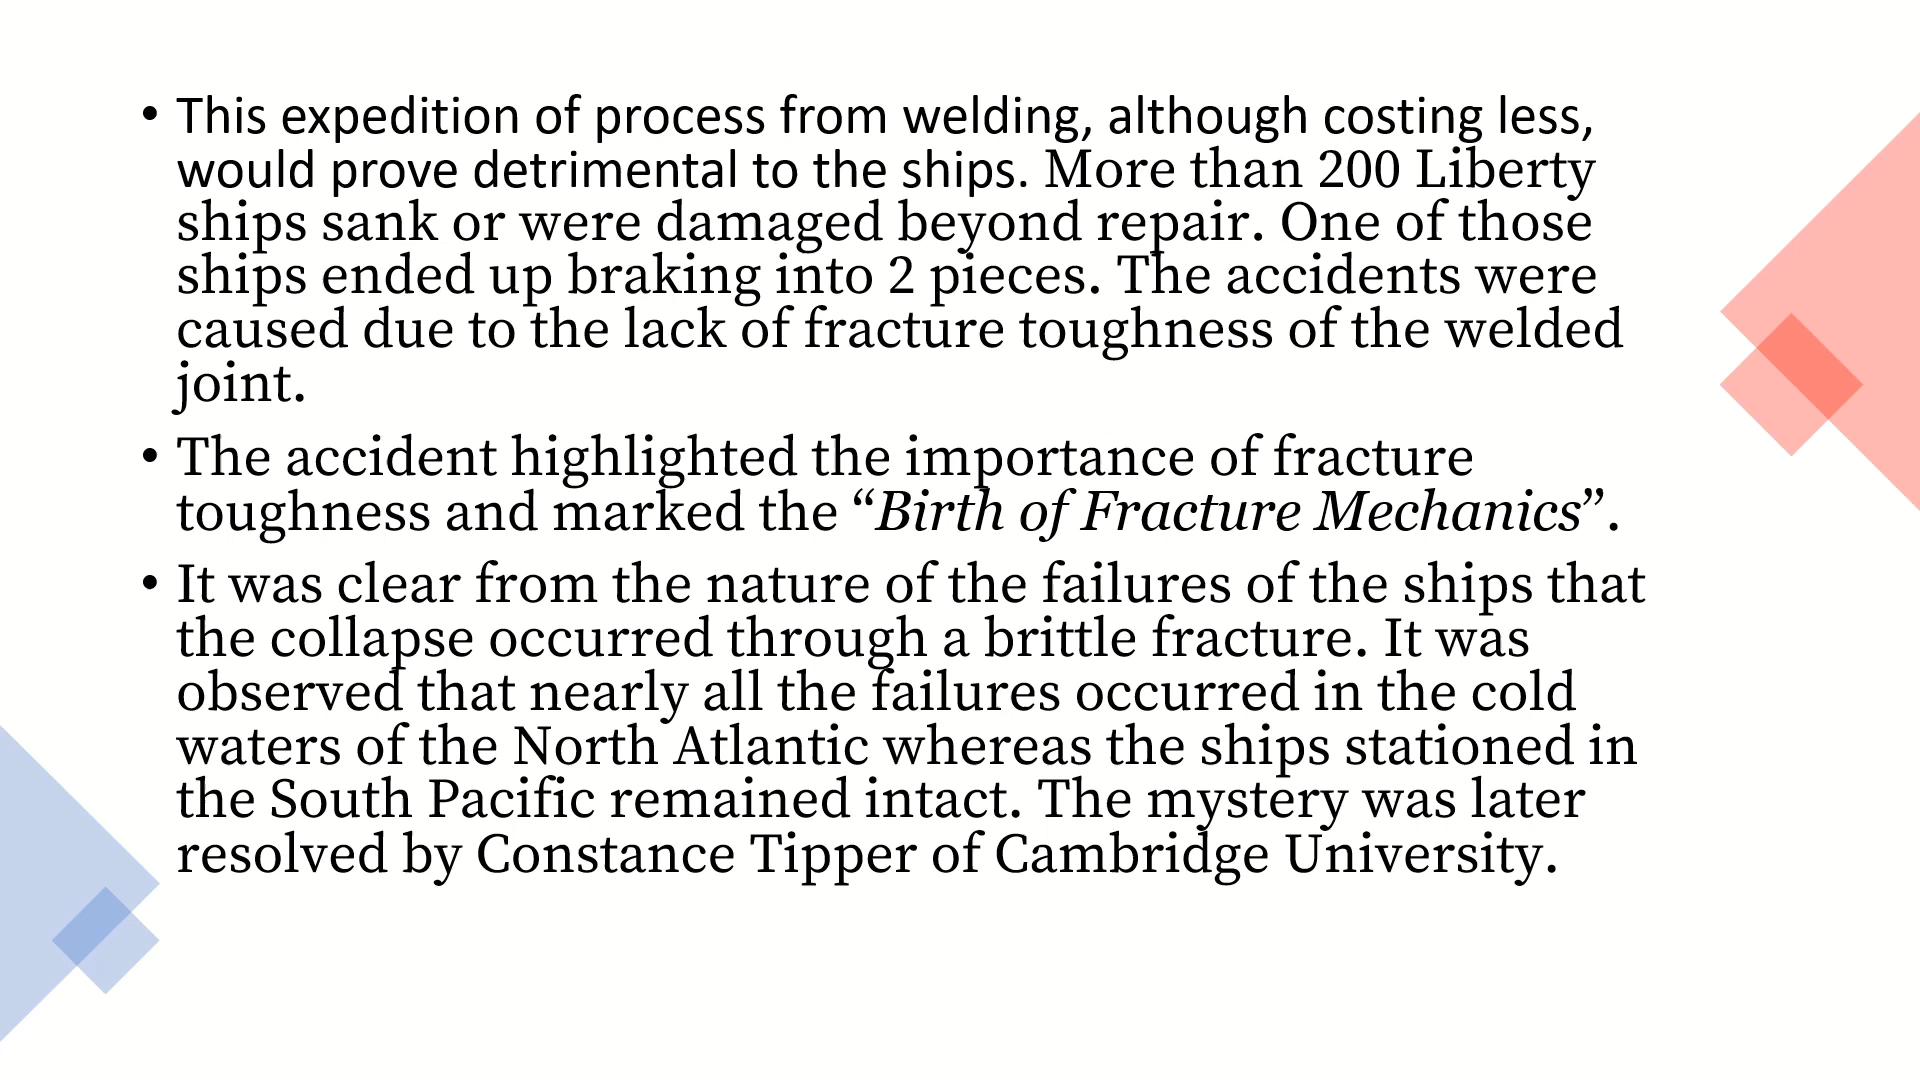 • This expedition of process from welding, although costing less,
would prove detrimental to the ships. More than 200 Liberty
ships sank or were damaged beyond repair. One of those
ships ended up braking into 2 pieces. The accidents were
caused due to the lack of fracture toughness of the welded
joint.
• The accident highlighted the importance of fracture
toughness and marked the “Birth of Fracture Mechanics”.
• It was clear from the nature of the failures of the ships that
the collapse occurred through a brittle fracture. It was
observed that nearly all the failures occurred in the cold
waters of the North Atlantic whereas the ships stationed in
the South Pacific remained intact. The mystery was later
resolved by Constance Tipper of Cambridge University.